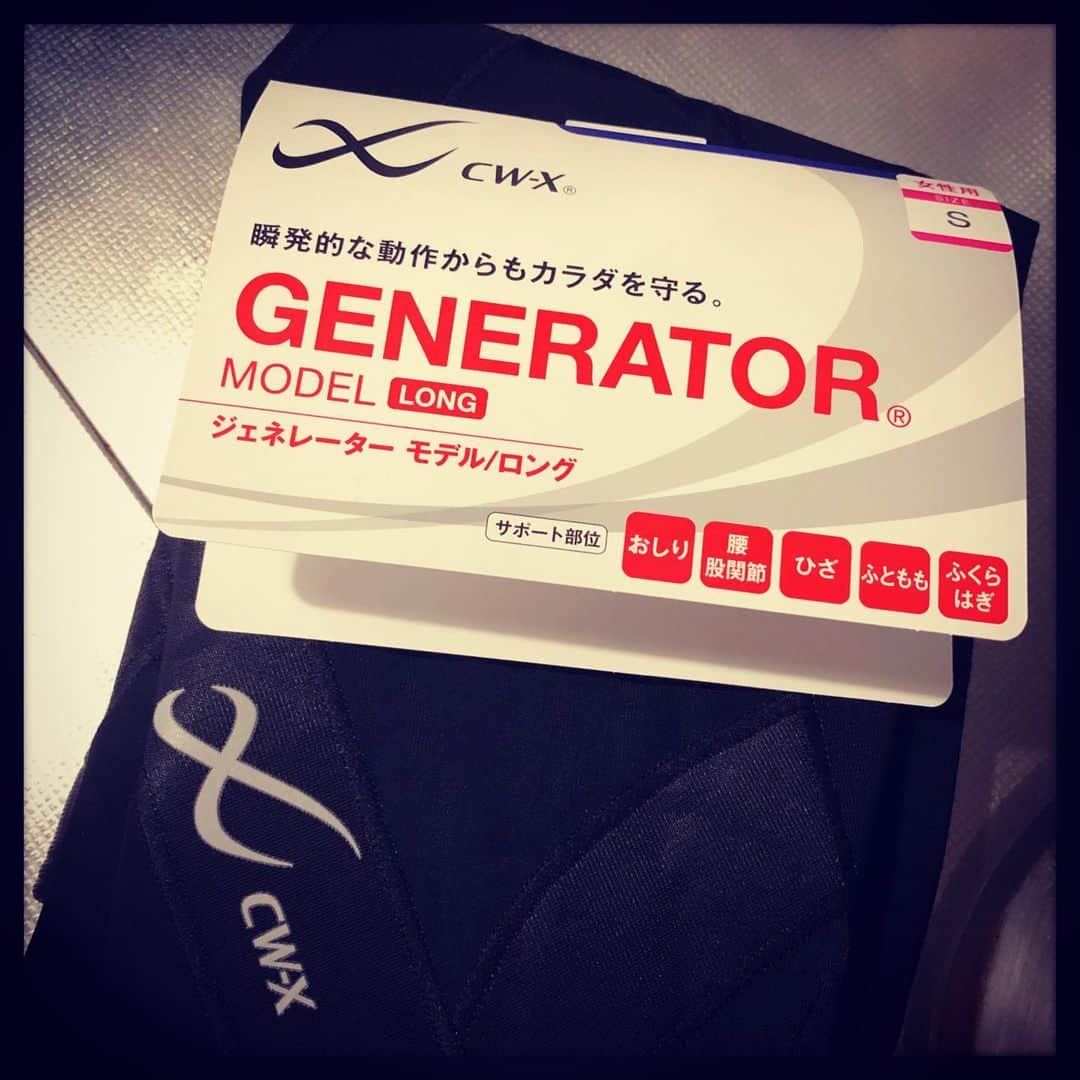 CW-X®
女性用
SIZE
S
瞬発的な動作からもカラダを守る。
GENERATOR®
MODEL LONG
ジェネレーター モデル/ロング
サポート部位
おしり
腰
股関節
ひざ
ふともも
ふくら
はぎ
CW-X